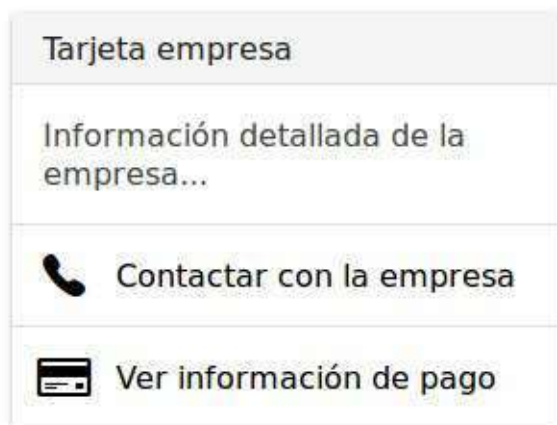 Tarjeta empresa
Información detallada de la
empresa...
Contactar con la empresa
Ver información de pago